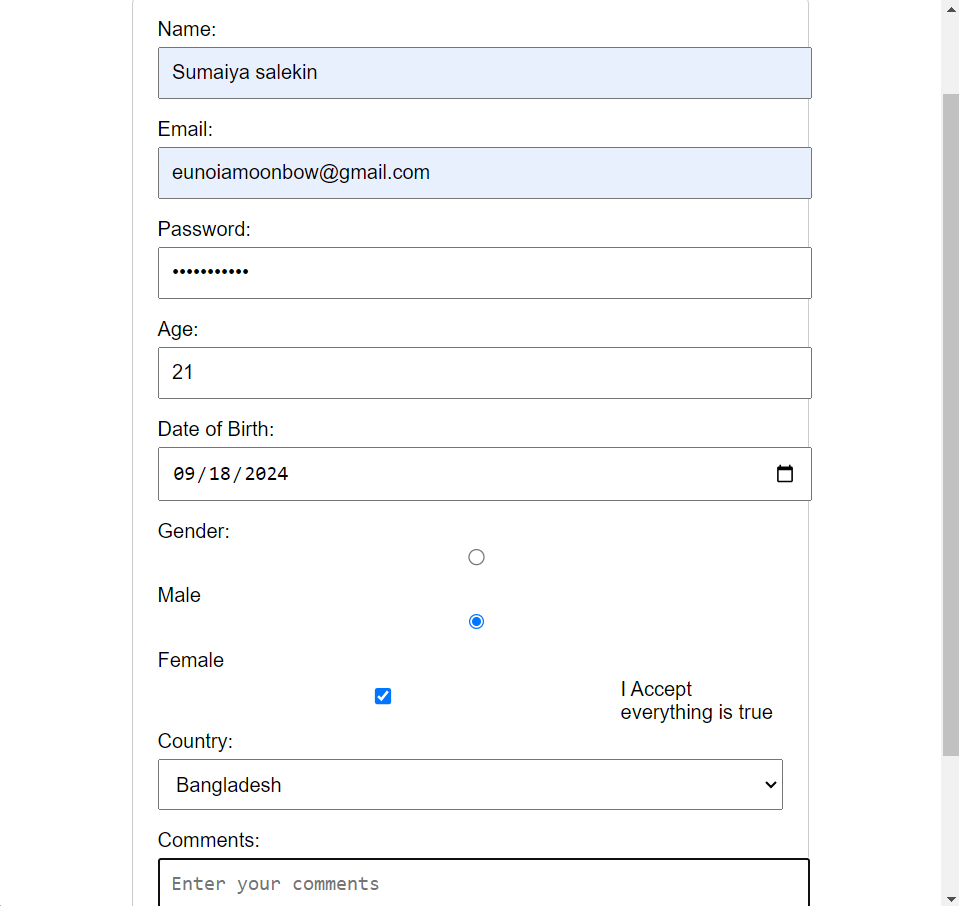 Name:
Sumaiya salekin
Email:
eunoiamoonbow@gmail.com
Password:
•••••••••••
Age:
21
Date of Birth:
09/18/2024
Gender:
Male
Female
I Accept
everything is true
Country:
Bangladesh
Comments:
Enter your comments